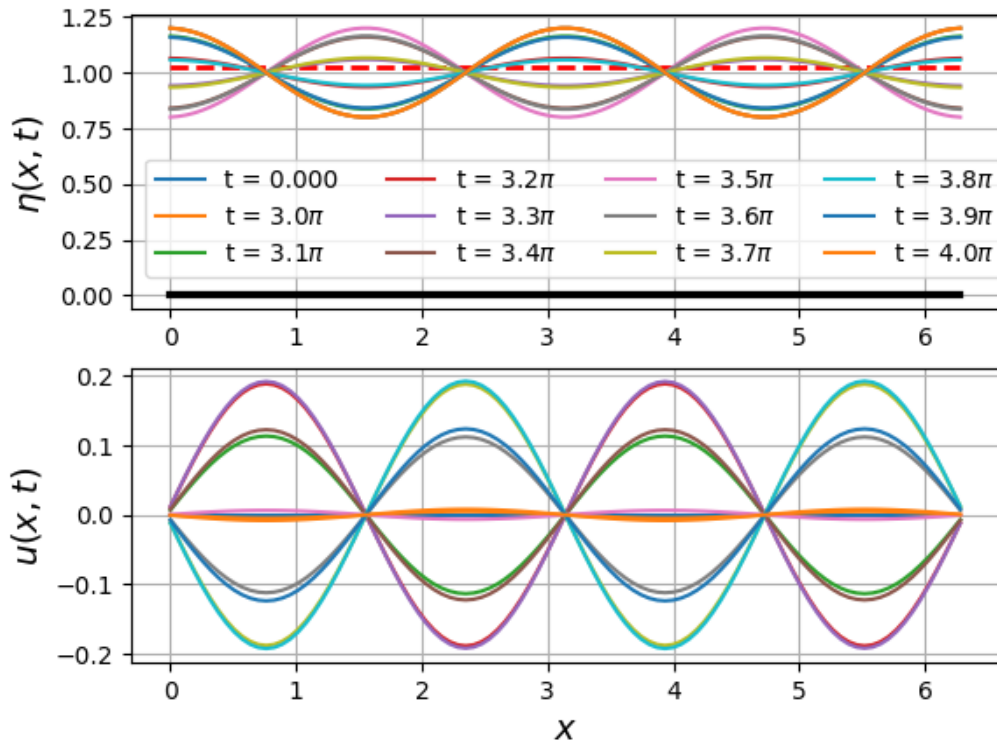 1.25
1.00
0.75
0.50
0.25
0.00
η(x, t)
t = 0.000 t = 3.2π t = 3.5π t = 3.8π
t = 3.0π t = 3.3π t = 3.6π t = 3.9π
t = 3.1π t = 3.4π t = 3.7π t = 4.0π
0 1 2 3 4 5 6
0.2
0.1
0.0
−0.1
−0.2
u(x, t)
0 1 2 3 4 5 6
x